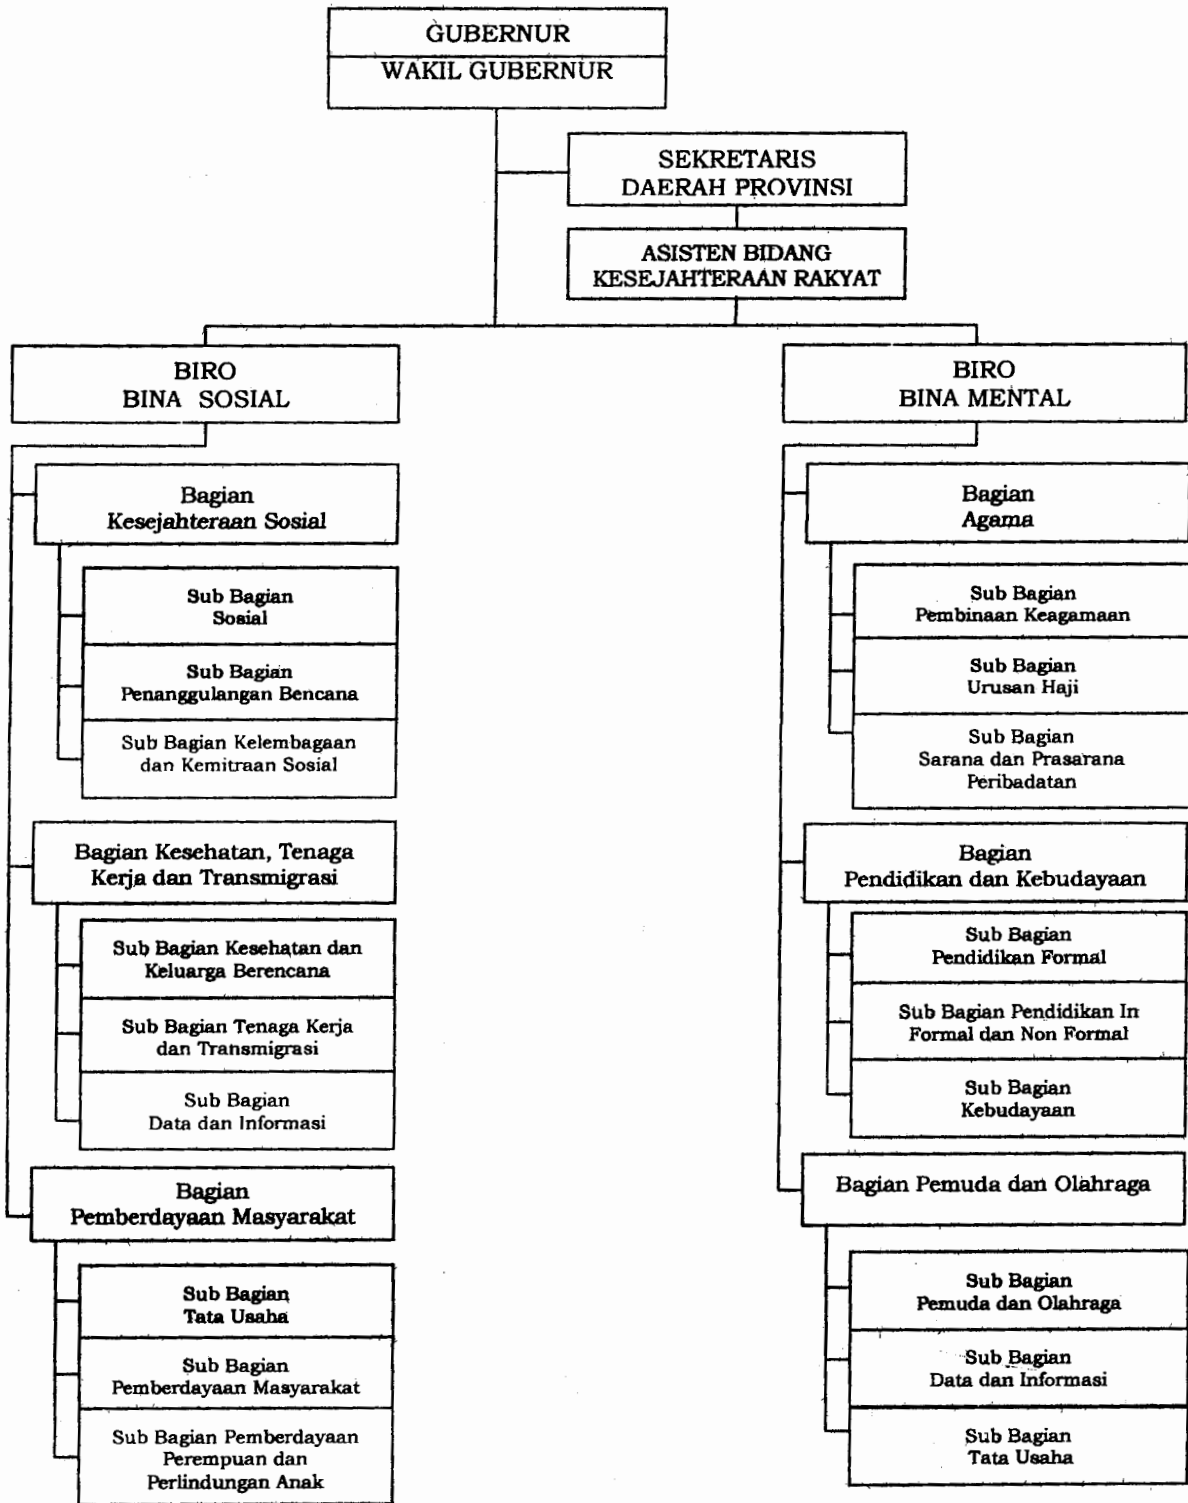 GUBERNUR
WAKIL GUBERNUR
SEKRETARIS
DAERAH PROVINSI
ASISTEN BIDANG
KESEJAHTERAAN RAKYAT
BIRO
BINA SOSIAL
Bagian
Kesejahteraan Sosial
Sub Bagian
Sosial
Sub Bagian
Penanggulangan Bencana
Sub Bagian Kelembagaan
dan Kemitraan Sosial
Bagian Kesehatan, Tenaga
Kerja dan Transmigrasi
Sub Bagian Kesehatan dan
Keluarga Berencana
Sub Bagian Tenaga Kerja
dan Transmigrasi
Sub Bagian
Data dan Informasi
Bagian
Pemberdayaan Masyarakat
Sub Bagian
Tata Usaha
Sub Bagian
Pemberdayaan Masyarakat
Sub Bagian Pemberdayaan
Perempuan dan
Perlindungan Anak
BIRO
BINA MENTAL
Bagian
Agama
Sub Bagian
Pembinaan Keagamaan
Sub Bagian
Urusan Haji
Sub Bagian
Sarana dan Prasarana
Peribadatan
Bagian
Pendidikan dan Kebudayaan
Sub Bagian
Pendidikan Formal
Sub Bagian Pendidikan In
Formal dan Non Formal
Sub Bagian
Kebudayaan
Bagian Pemuda dan Olahraga
Sub Bagian
Pemuda dan Olahraga
Sub Bagian
Data dan Informasi
Sub Bagian
Tata Usaha